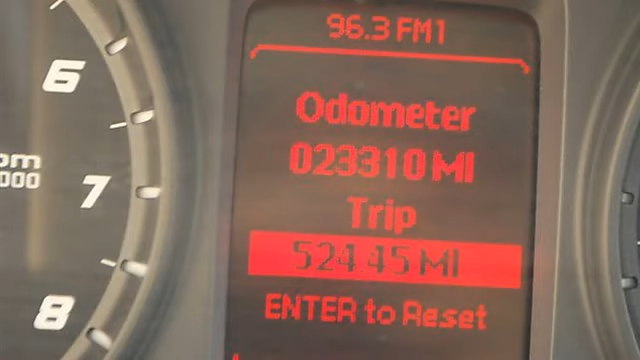 96.3 FM1
Odometer
023310 MI
Trip
524.45 MI
ENTER to Reset
6
7
8
000